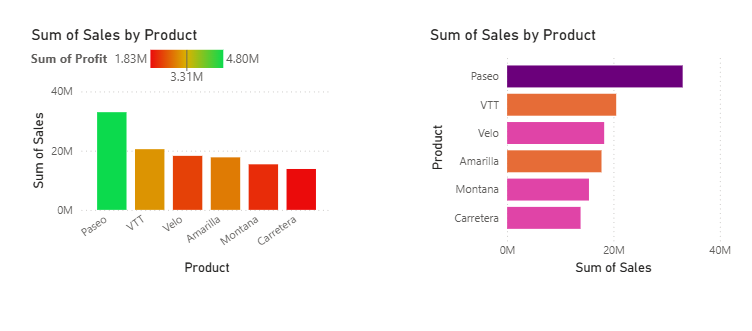 Sum of Sales by Product
Sum of Profit 1.83M 4.80M
3.31M
40M
20M
0M
Sum of Sales
Paseo
VTT
Velo
Amarilla
Montana
Carretera
Product
Sum of Sales by Product
Product
Paseo
VTT
Velo
Amarilla
Montana
Carretera
0M 20M 40M
Sum of Sales